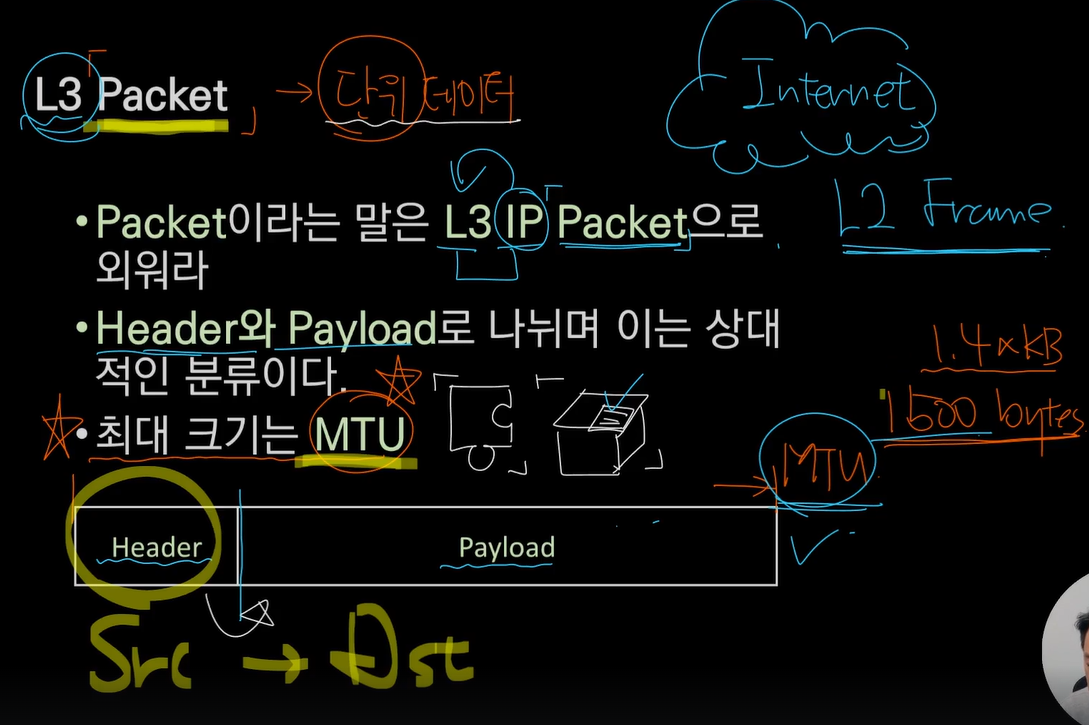 L3 Packet → 단위 데이터
Internet
• Packet이라는 말은 L3 IP Packet으로
외워라
L2 Frame
• Header와 Payload로 나뉘며 이는 상대
적인 분류이다.
1.4xKB
1500 bytes
• 최대 크기는 MTU
MTU
Header
Payload
Src → Dst